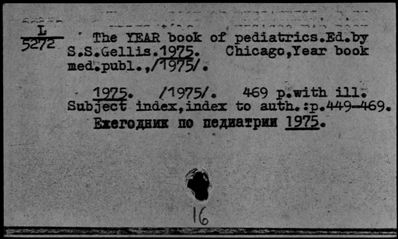 L
5272
The YEAR book of pediatrics.Ed.by
S.S.Gellis.1975. Chicago,Year book
med.publ.,/1975/.
1975. /1975/. 469 p.with ill.
Subject index,index to auth.:p.449-469.
Ежегодник по педиатрии 1975.
16